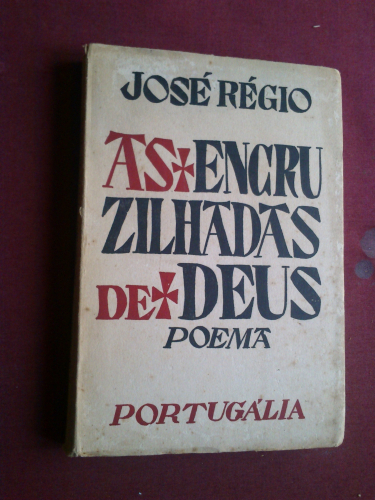 JOSÉ RÉGIO
AS ENCRU
ZILHADAS
DE DEUS
POEMA
PORTUGÁLIA